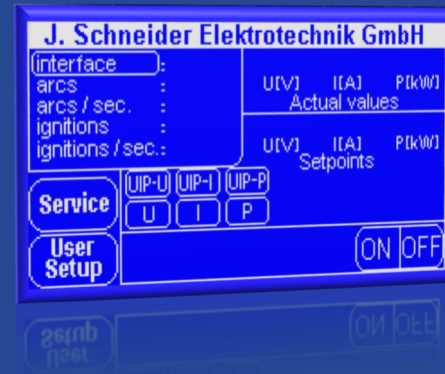 J. Schneider Elektrotechnik GmbH
interface :
arcs :
arcs / sec. :
ignitions :
ignitions / sec.:
U[V] I[A] P[kW]
Actual values
U[V] I[A] P[kW]
Setpoints
Service
UIP-U UIP-I UIP-P
U I P
User
Setup
ON OFF